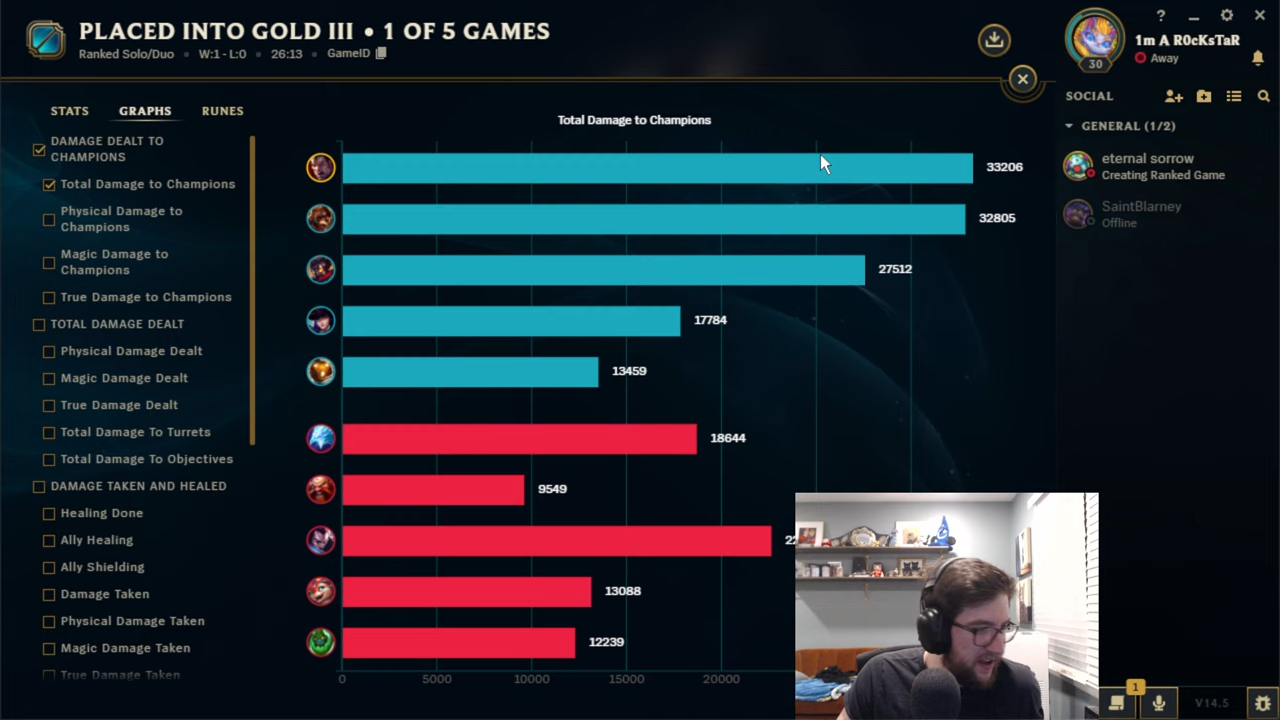 PLACED INTO GOLD III • 1 OF 5 GAMES
Ranked Solo/Duo • W:1 - L:0 • 26:13 • GameID
STATS GRAPHS RUNES
DAMAGE DEALT TO
CHAMPIONS
Total Damage to Champions
Physical Damage to
Champions
Magic Damage to
Champions
True Damage to Champions
TOTAL DAMAGE DEALT
Physical Damage Dealt
Magic Damage Dealt
True Damage Dealt
Total Damage To Turrets
Total Damage To Objectives
DAMAGE TAKEN AND HEALED
Healing Done
Ally Healing
Ally Shielding
Damage Taken
Physical Damage Taken
Magic Damage Taken
True Damage Taken
Total Damage to Champions
33206
32805
27512
17784
13459
18644
9549
13088
12239
0 5000 10000 15000 20000
?
1m A R0cKsTaR
30
Away
SOCIAL
GENERAL (1/2)
eternal sorrow
Creating Ranked Game
SaintBlarney
Offline
1
V14.5